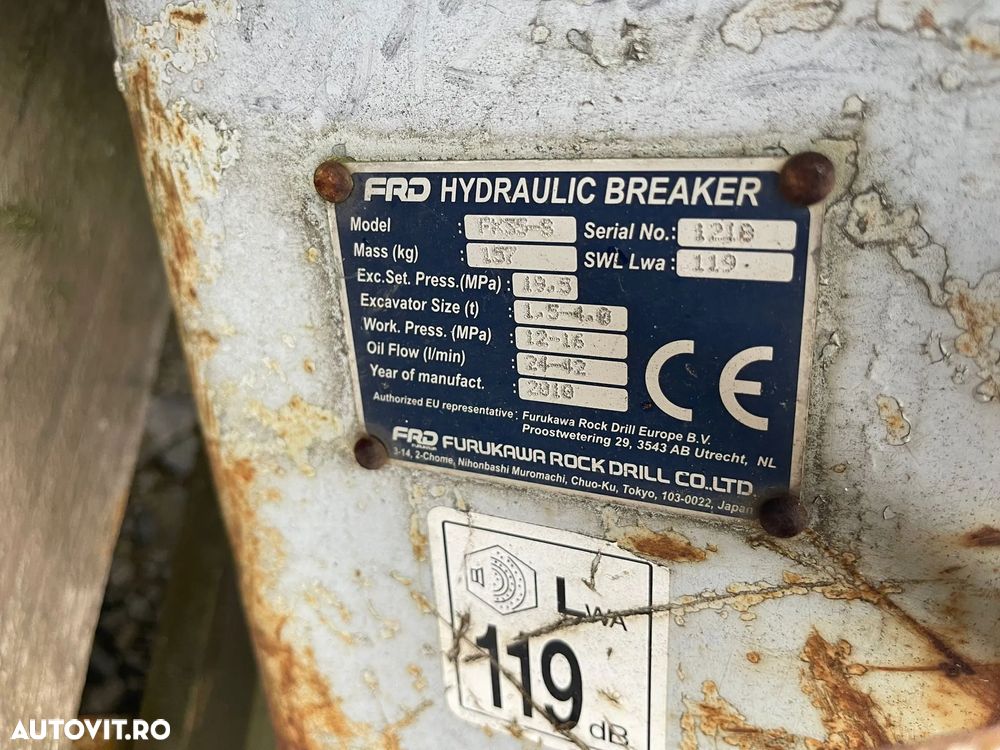 FRD HYDRAULIC BREAKER
Model : FX35-S Serial No.: 1218
Mass (kg) : 157 SWL Lwa : 119
Exc.Set. Press.(MPa) : 19.5
Excavator Size (t) : 1.5-4.0
Work. Press. (MPa) : 12-16
Oil Flow (l/min) : 24-42
Year of manufact. : 2018
CE
Authorized EU representative: Furukawa Rock Drill Europe B.V.
Proostwetering 29, 3543 AB Utrecht, NL
FRD FURUKAWA ROCK DRILL CO.,LTD.
FURUKAWA
3-14, 2-Chome, Nihonbashi Muromachi, Chuo-Ku, Tokyo, 103-0022, Japan
LWA
119
dB
AUTOVIT.RO